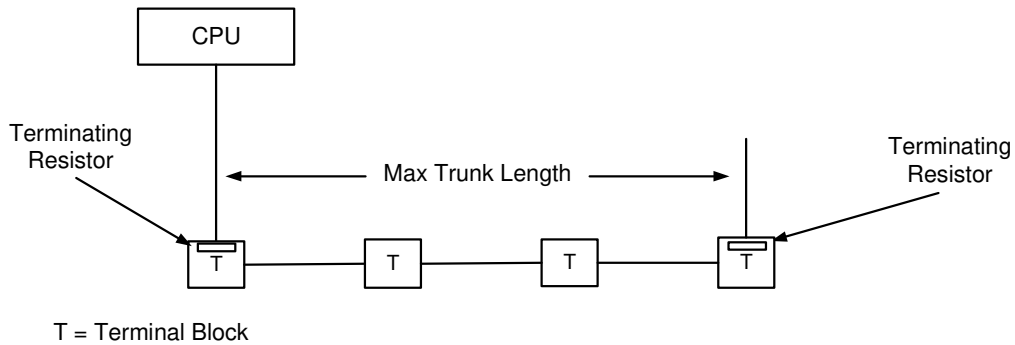 CPU
Terminating
Resistor
Max Trunk Length
Terminating
Resistor
T
T
T
T
T = Terminal Block